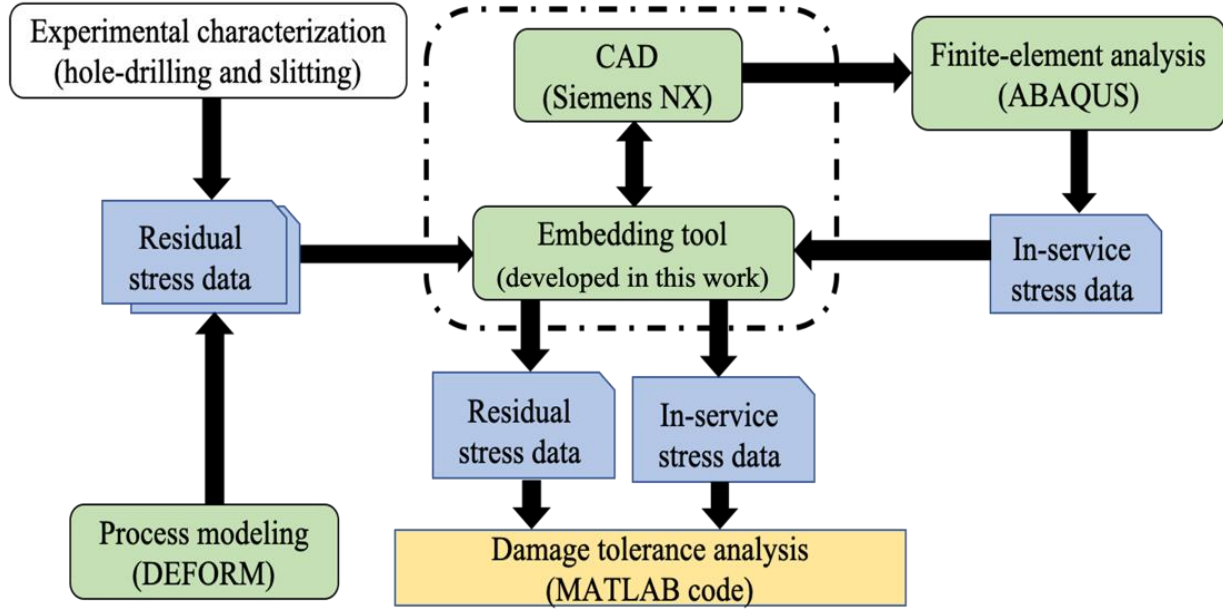 Experimental characterization
(hole-drilling and slitting)
CAD
(Siemens NX)
Finite-element analysis
(ABAQUS)
Residual
stress data
Embedding tool
(developed in this work)
In-service
stress data
Residual
stress data
In-service
stress data
Process modeling
(DEFORM)
Damage tolerance analysis
(MATLAB code)